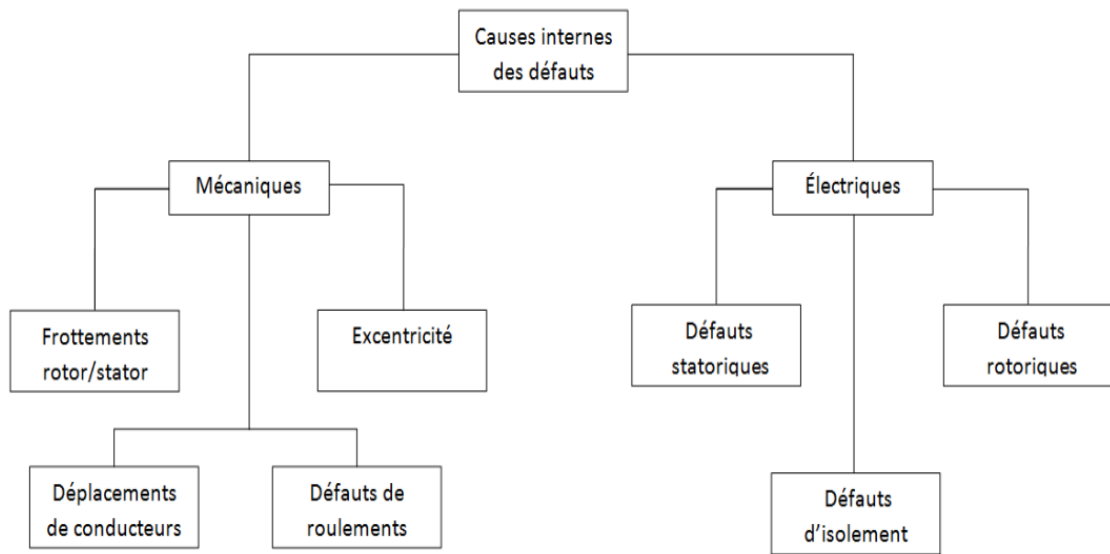 Causes internes
des défauts
Mécaniques
Électriques
Frottements
rotor/stator
Excentricité
Défauts
statoriques
Défauts
rotoriques
Déplacements
de conducteurs
Défauts de
roulements
Défauts
d’isolement